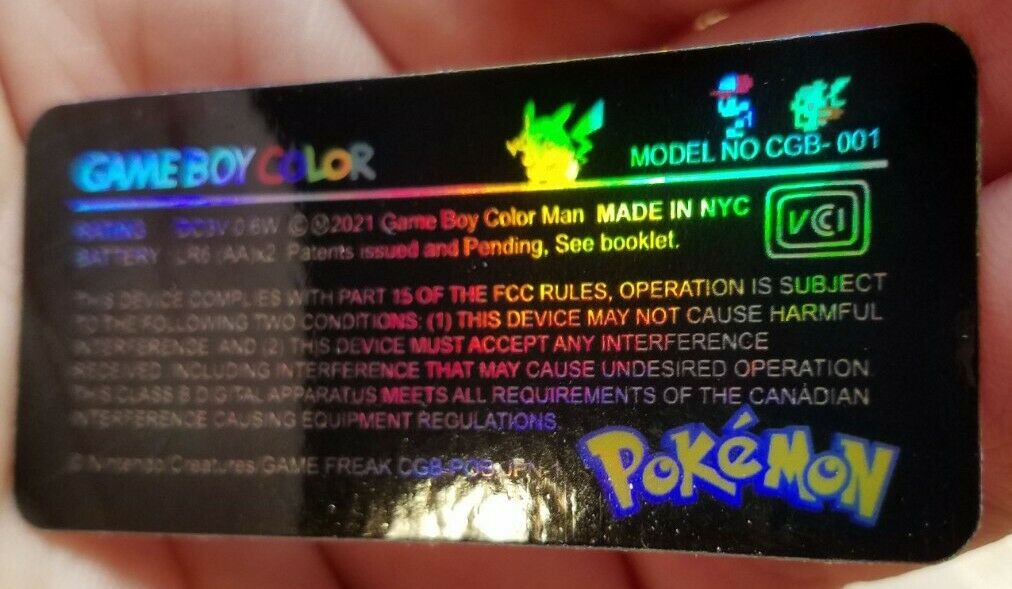 GAME BOY COLOR
MODEL NO CGB- 001
RATING DC3V 0.6W ©Ⓜ2021 Game Boy Color Man MADE IN NYC
VCI
BATTERY LR6 (AA)x2 Patents issued and Pending, See booklet.
THIS DEVICE COMPLIES WITH PART 15 OF THE FCC RULES, OPERATION IS SUBJECT
TO THE FOLLOWING TWO CONDITIONS: (1) THIS DEVICE MAY NOT CAUSE HARMFUL
INTERFERENCE, AND (2) THIS DEVICE MUST ACCEPT ANY INTERFERENCE
RECEIVED, INCLUDING INTERFERENCE THAT MAY CAUSE UNDESIRED OPERATION.
THIS CLASS B DIGITAL APPARATUS MEETS ALL REQUIREMENTS OF THE CANADIAN
INTERFERENCE CAUSING EQUIPMENT REGULATIONS.
© Nintendo/Creatures/GAME FREAK CGB-POB-JPN-1
POKéMON